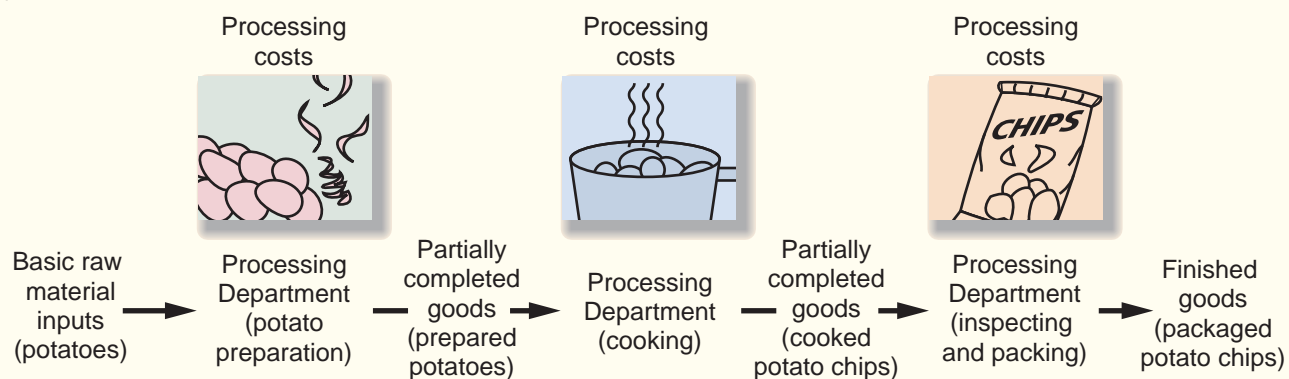 Processing
costs
Processing
costs
Processing
costs
CHIPS
Basic raw
material
inputs
(potatoes)
Processing
Department
(potato
preparation)
Partially
completed
goods
(prepared
potatoes)
Processing
Department
(cooking)
Partially
completed
goods
(cooked
potato chips)
Processing
Department
(inspecting
and packing)
Finished
goods
(packaged
potato chips)